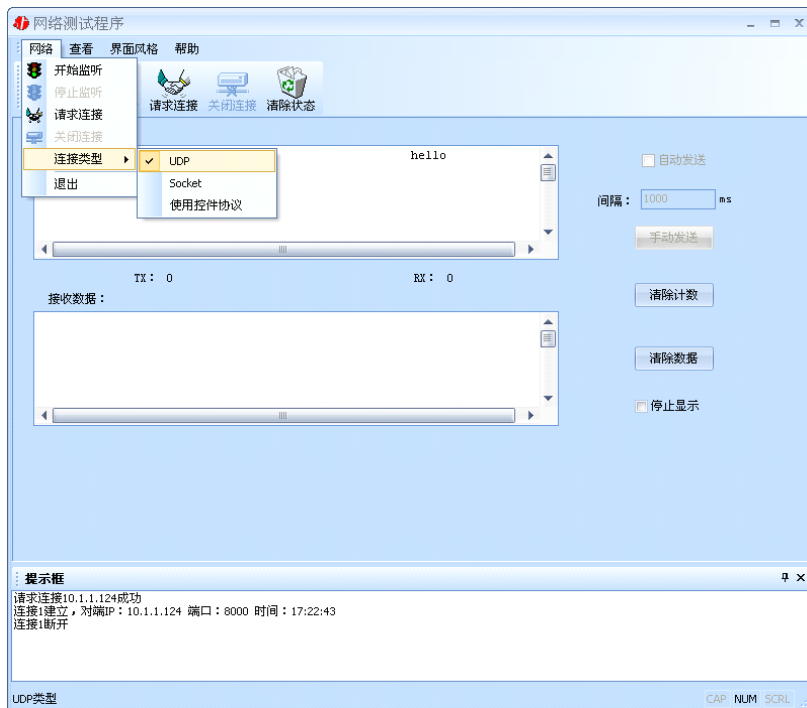 网络测试程序
网络 查看 界面风格 帮助
开始监听
停止监听
请求连接
关闭连接
连接类型
退出
UDP
Socket
使用控件协议
请求连接 关闭连接 清除状态
hello
自动发送
间隔： 1000 ms
手动发送
TX： 0 RX： 0
清除计数
接收数据：
清除数据
停止显示
提示框
请求连接10.1.1.124成功
连接1建立，对端IP：10.1.1.124 端口：8000 时间：17:22:43
连接1断开
UDP类型 CAP NUM SCRL